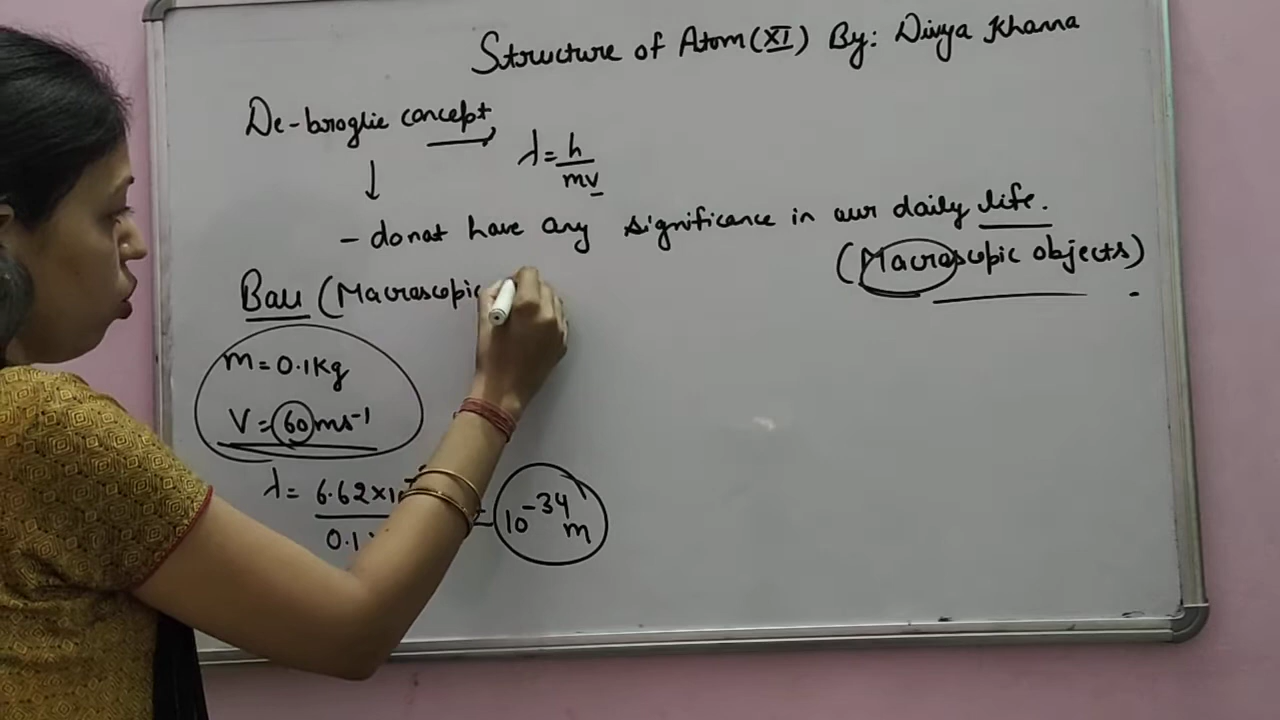 Structure of Atom (XI) By: Divya Khanna
De-broglie concept
λ = h
mv
- do not have any significance in our daily life.
(Macroscopic objects)
Ball (Macroscopic
m = 0.1 Kg
V = 60 ms⁻¹
λ = 6.62 × 10
0.1 ×
= 10⁻³⁴ m